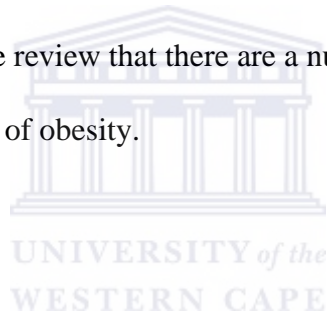 e review that there are a nu
of obesity.
UNIVERSITY of the
WESTERN CAPE